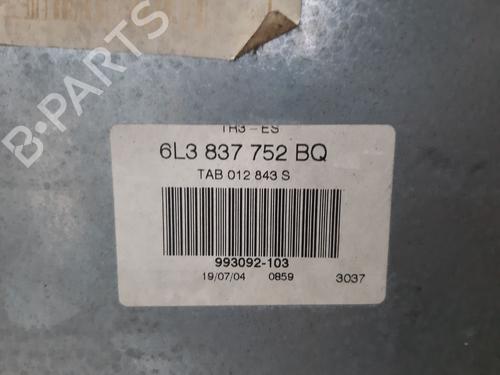 B-PARTS
TH3-ES
6L3 837 752 BQ
TAB 012 843 S
993092-103
19/07/04 0859 3037